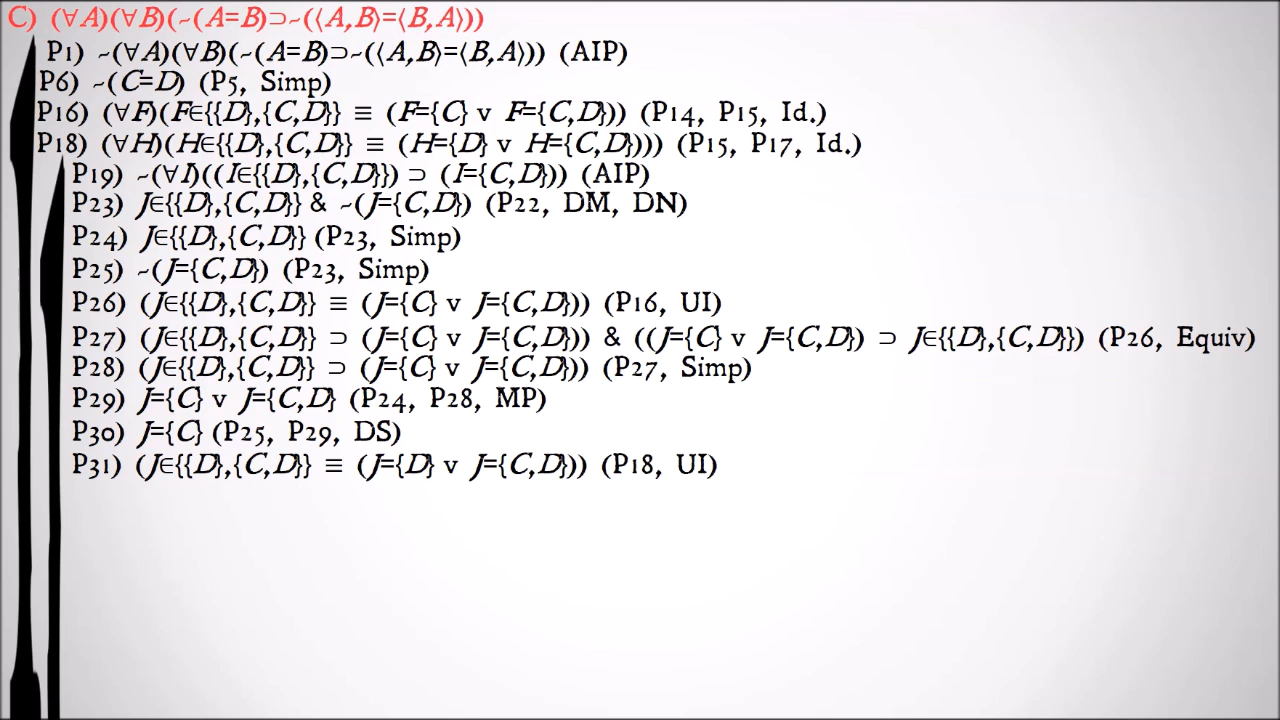 C) (∀A)(∀B)(~(A=B)⊃~(⟨A,B⟩=⟨B,A⟩))
P1) ~(∀A)(∀B)(~(A=B)⊃~(⟨A,B⟩=⟨B,A⟩)) (AIP)
P6) ~(C=D) (P5, Simp)
P16) (∀F)(F∈{{D},{C,D}} ≡ (F={C} v F={C,D})) (P14, P15, Id.)
P18) (∀H)(H∈{{D},{C,D}} ≡ (H={D} v H={C,D}))) (P15, P17, Id.)
P19) ~(∀I)((I∈{{D},{C,D}}) ⊃ (I={C,D})) (AIP)
P23) J∈{{D},{C,D}} & ~(J={C,D}) (P22, DM, DN)
P24) J∈{{D},{C,D}} (P23, Simp)
P25) ~(J={C,D}) (P23, Simp)
P26) (J∈{{D},{C,D}} ≡ (J={C} v J={C,D})) (P16, UI)
P27) (J∈{{D},{C,D}} ⊃ (J={C} v J={C,D})) & ((J={C} v J={C,D}) ⊃ J∈{{D},{C,D}}) (P26, Equiv)
P28) (J∈{{D},{C,D}} ⊃ (J={C} v J={C,D})) (P27, Simp)
P29) J={C} v J={C,D} (P24, P28, MP)
P30) J={C} (P25, P29, DS)
P31) (J∈{{D},{C,D}} ≡ (J={D} v J={C,D})) (P18, UI)